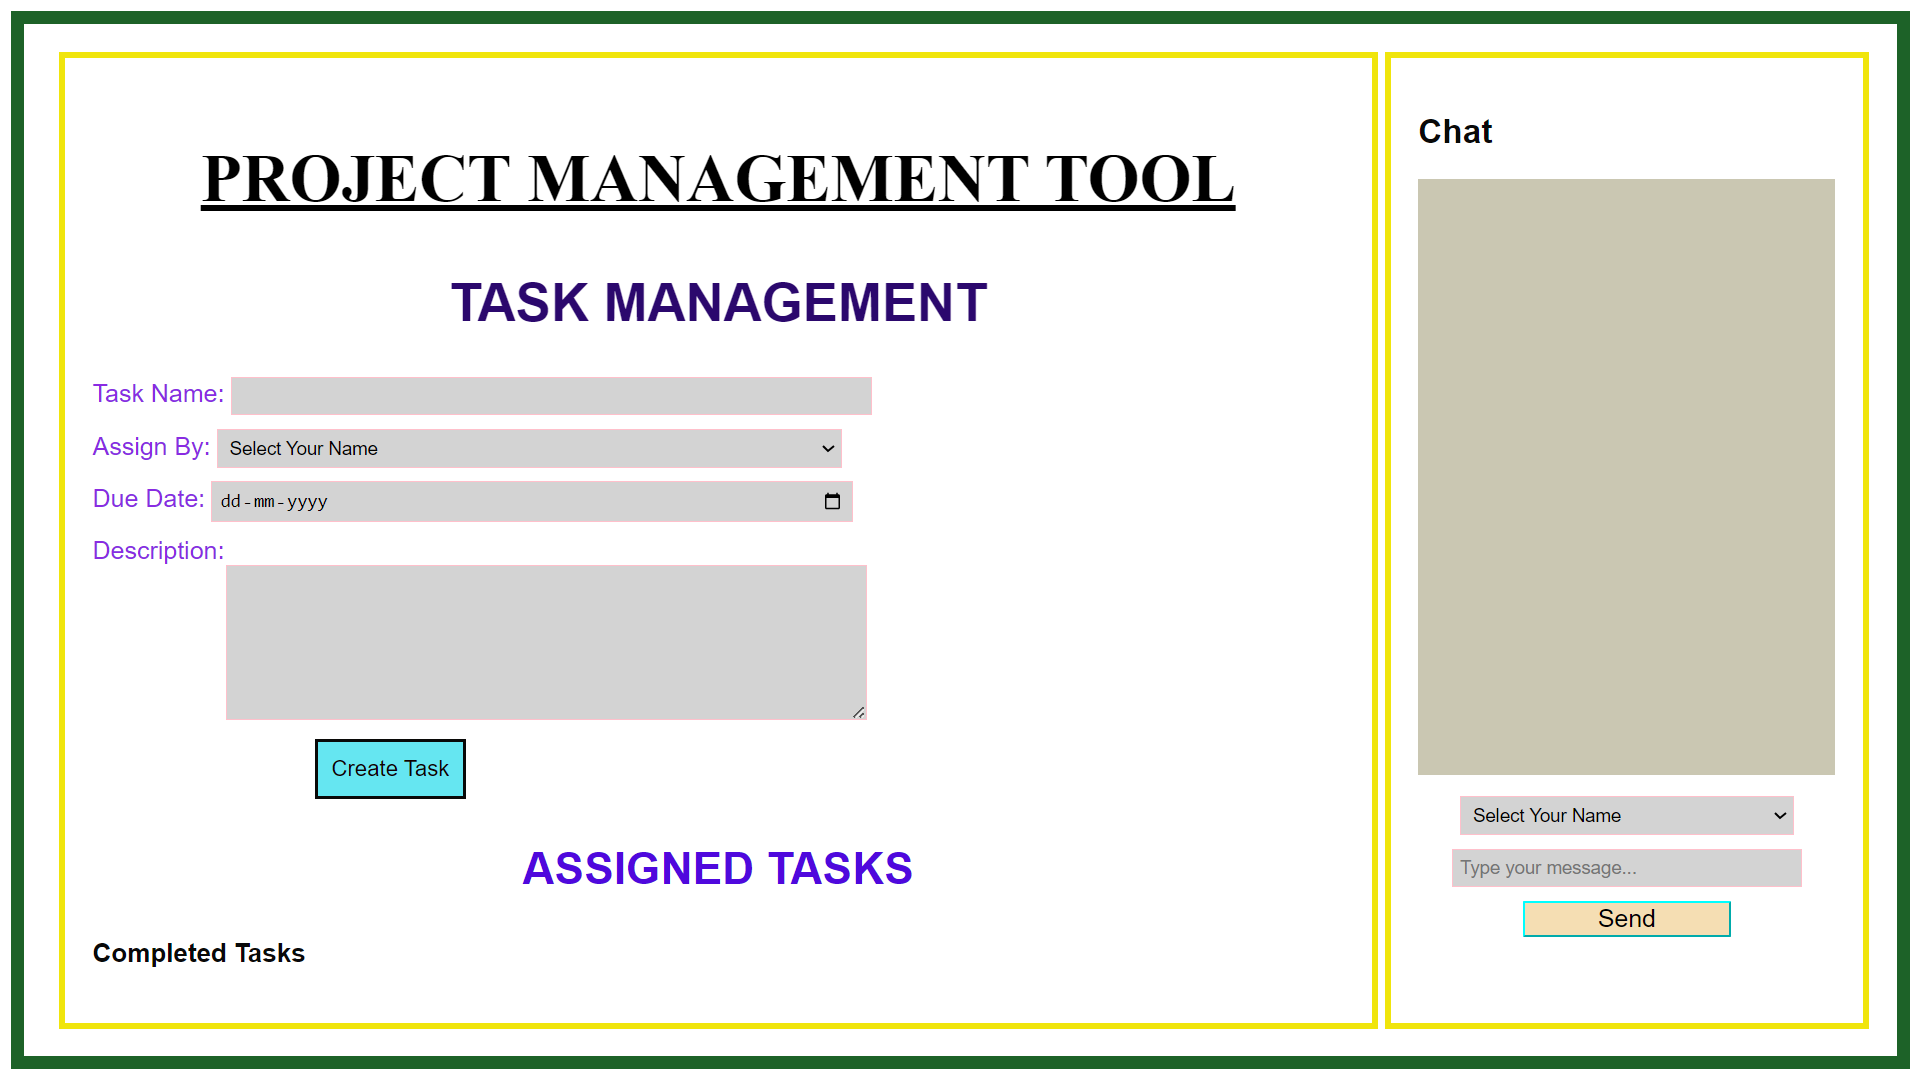 PROJECT MANAGEMENT TOOL
TASK MANAGEMENT
Task Name:
Assign By: Select Your Name
Due Date: dd-mm-yyyy
Description:
Create Task
ASSIGNED TASKS
Completed Tasks
Chat
Select Your Name
Type your message...
Send